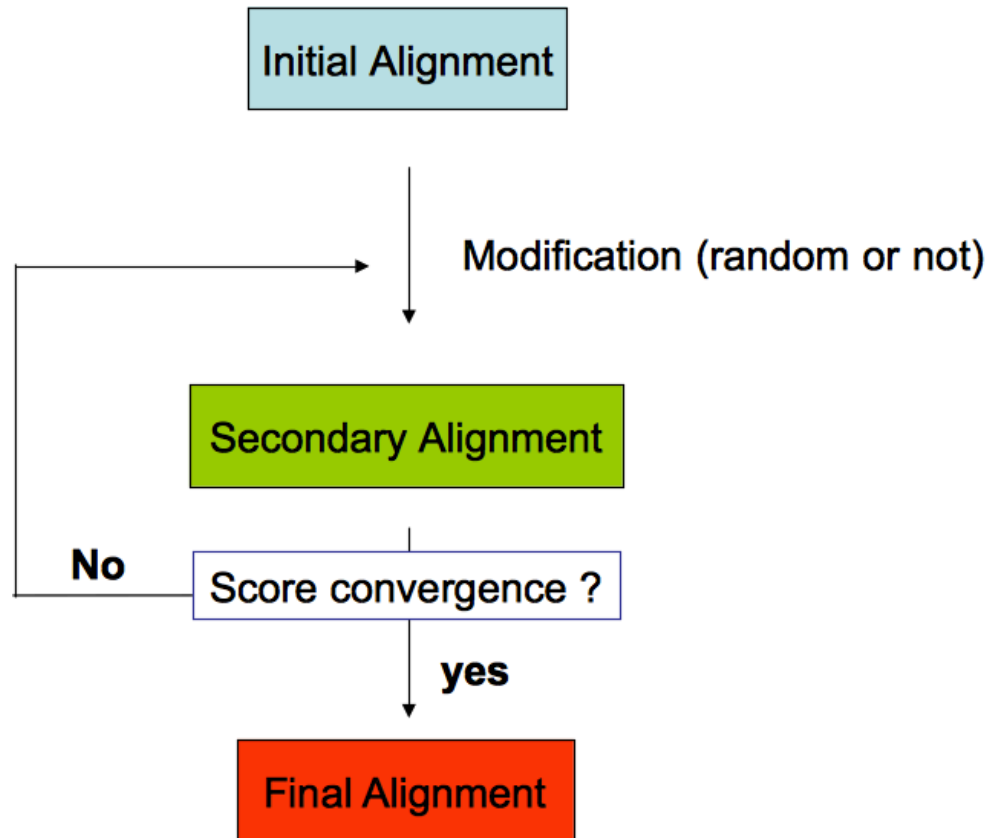 Initial Alignment
Modification (random or not)
Secondary Alignment
No
Score convergence ?
yes
Final Alignment